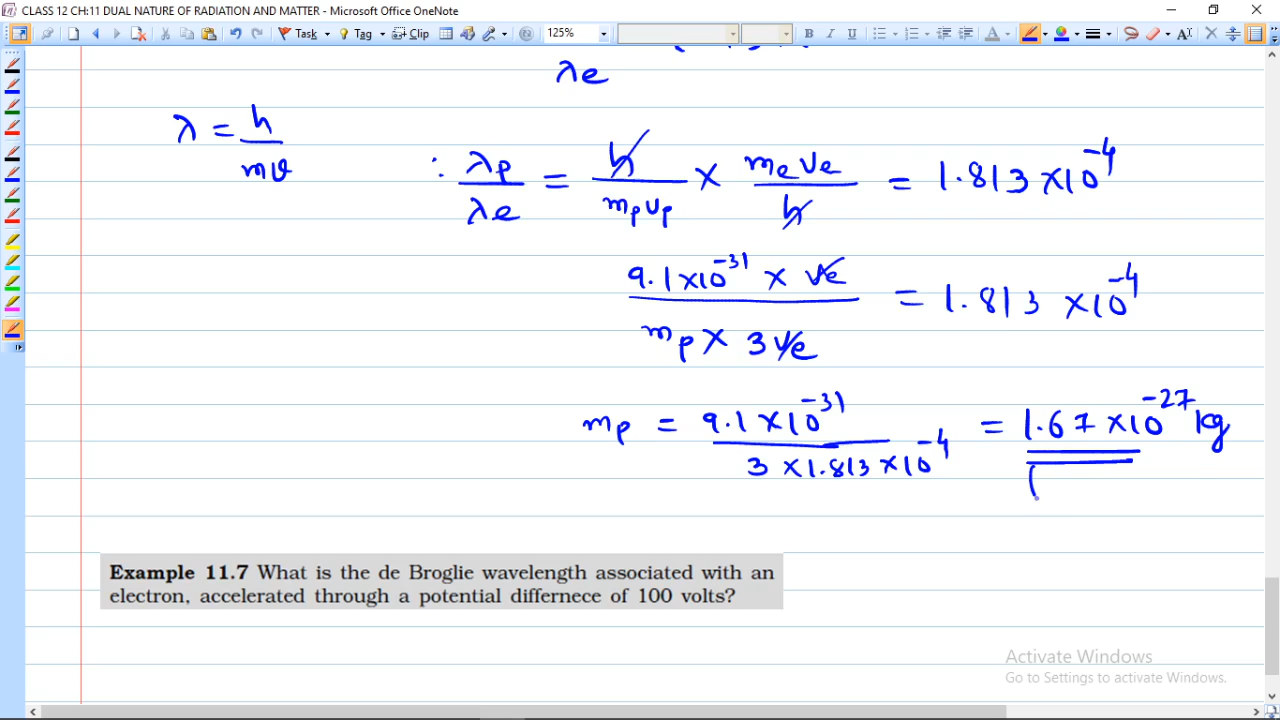 CLASS 12 CH:11 DUAL NATURE OF RADIATION AND MATTER - Microsoft Office OneNote
Task Tag Clip 125% B I U
λe
λ = h / mv
∴ λp / λe = h / mpvp × meve / h = 1.813 × 10⁻⁴
9.1 × 10⁻³¹ × ve / mp × 3ve = 1.813 × 10⁻⁴
mp = 9.1 × 10⁻³¹ / 3 × 1.813 × 10⁻⁴ = 1.67 × 10⁻²⁷ kg
Example 11.7 What is the de Broglie wavelength associated with an
electron, accelerated through a potential differnece of 100 volts?
Activate Windows
Go to Settings to activate Windows.